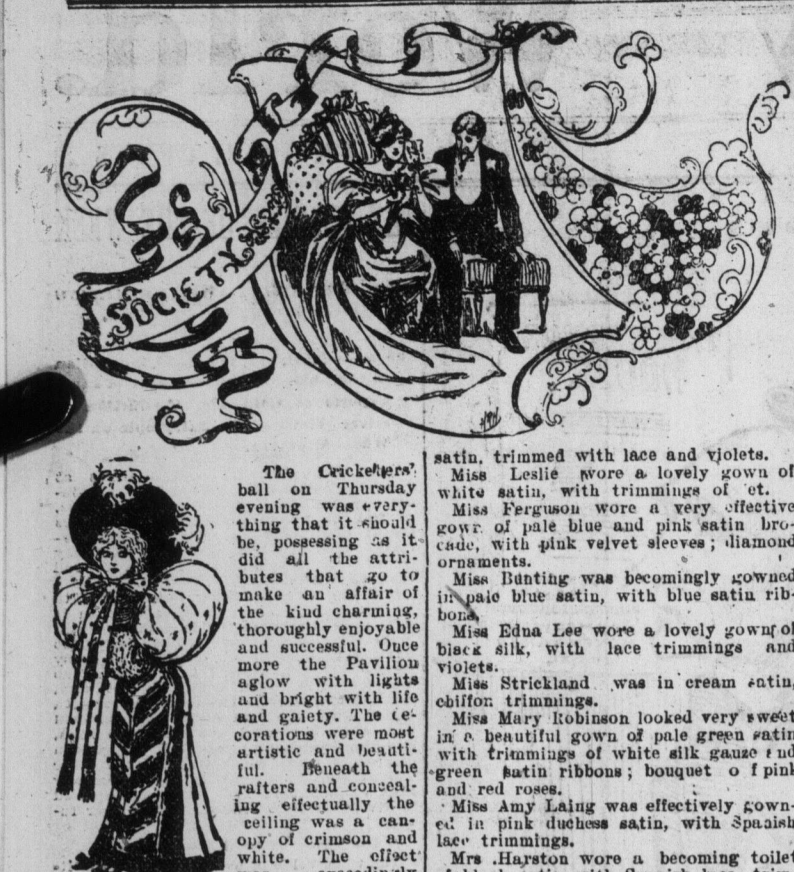 SOCIETY
The Cricketers'
ball on Thursday
evening was every-
thing that it should
be, possessing as it
did all the attri-
butes that go to
make an affair of
the kind charming,
thoroughly enjoyable
and successful. Once
more the Pavilion
aglow with lights
and bright with life
and gaiety. The de-
corations were most
artistic and beauti-
ful. Beneath the
rafters and conceal-
ing effectually the
ceiling was a can-
opy of crimson and
white. The effect
was exceedingly
satin, trimmed with lace and violets.
Miss Leslie wore a lovely gown of
white satin, with trimmings of et.
Miss Ferguson wore a very effective
gown of pale blue and pink satin bro-
cade, with pink velvet sleeves; diamond
ornaments.
Miss Bunting was becomingly gowned
in pale blue satin, with blue satin rib-
bons.
Miss Edna Lee wore a lovely gown of
black silk, with lace trimmings and
violets.
Miss Strickland was in cream satin,
chiffon trimmings.
Miss Mary Robinson looked very sweet
in a beautiful gown of pale green satin
with trimmings of white silk gauze and
green satin ribbons; bouquet of pink
and red roses.
Miss Amy Laing was effectively gown-
ed in pink duchess satin, with Spanish
lace trimmings.
Mrs. Harston wore a becoming toilet